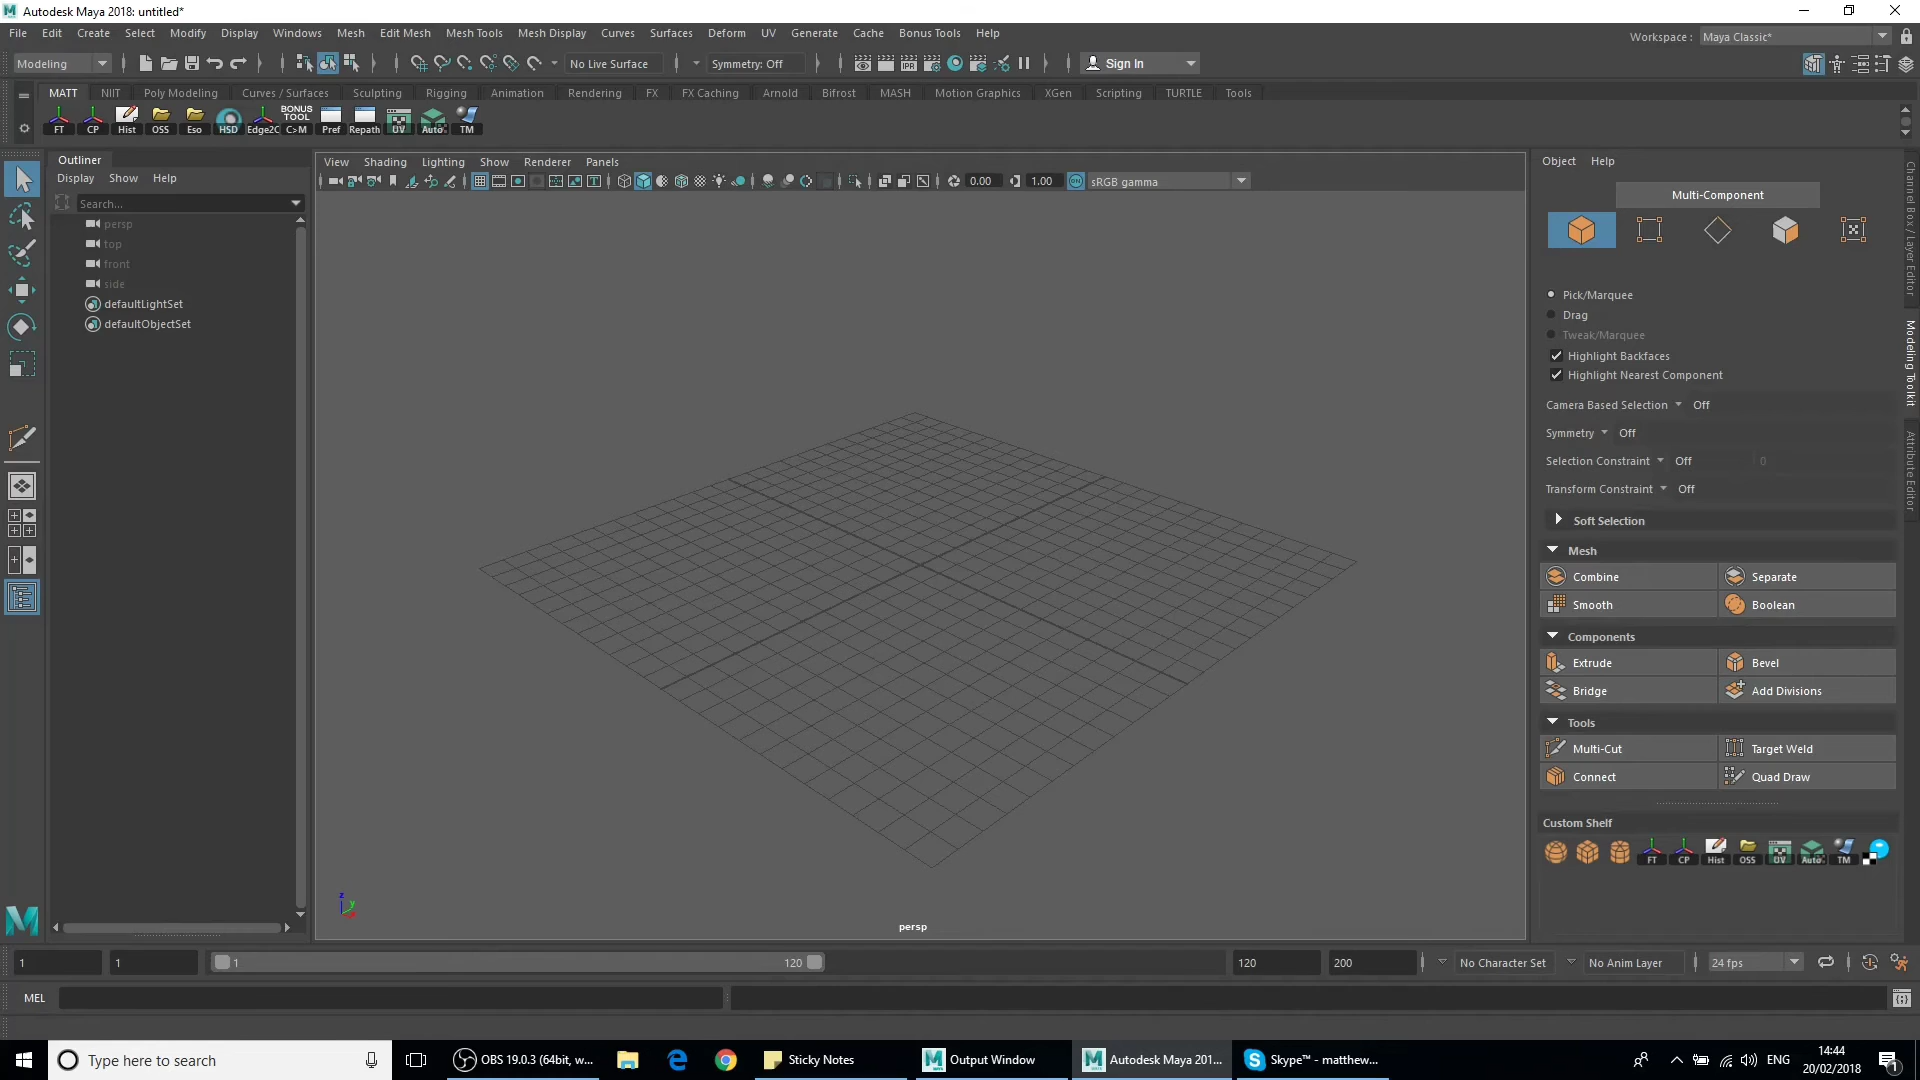 Autodesk Maya 2018: untitled*
File Edit Create Select Modify Display Windows Mesh Edit Mesh Mesh Tools Mesh Display Curves Surfaces Deform UV Generate Cache Bonus Tools Help
Workspace : Maya Classic*
Modeling No Live Surface Symmetry: Off IPR Sign In
MATT NIIT Poly Modeling Curves / Surfaces Sculpting Rigging Animation Rendering FX FX Caching Arnold Bifrost MASH Motion Graphics XGen Scripting TURTLE Tools
BONUS
TOOL
FT CP Hist OSS Eso HSD Edge2C C>M Pref Repath UV Auto. TM
Outliner
Display Show Help
Search...
persp
top
front
side
defaultLightSet
defaultObjectSet
View Shading Lighting Show Renderer Panels
0.00 1.00 ON sRGB gamma
z
y
persp
Object Help
Multi-Component
Pick/Marquee
Drag
Tweak/Marquee
Highlight Backfaces
Highlight Nearest Component
Camera Based Selection Off
Symmetry Off
Selection Constraint Off 0
Transform Constraint Off
Soft Selection
Mesh
Combine Separate
Smooth Boolean
Components
Extrude Bevel
Bridge Add Divisions
Tools
Multi-Cut Target Weld
Connect Quad Draw
Custom Shelf
FT CP Hist OSS UV Auto. TM
Channel Box / Layer Editor
Modeling Toolkit
Attribute Editor
1 1 1 120 120 200 No Character Set No Anim Layer 24 fps
MEL
Type here to search
OBS 19.0.3 (64bit, w...
Sticky Notes
Output Window
Autodesk Maya 201...
Skype™ - matthew...
ENG
14:44
20/02/2018
1